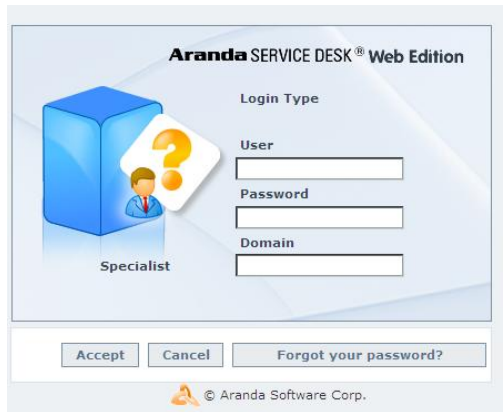 Aranda SERVICE DESK ® Web Edition
Login Type
User
Password
Domain
Specialist
Accept Cancel Forgot your password?
© Aranda Software Corp.